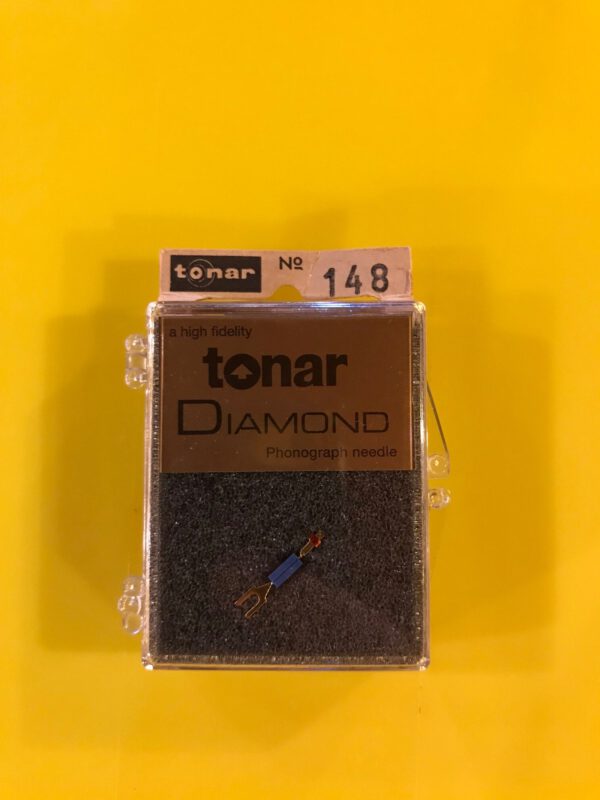 tonar No 148
a high fidelity
tonar
DIAMOND
Phonograph needle